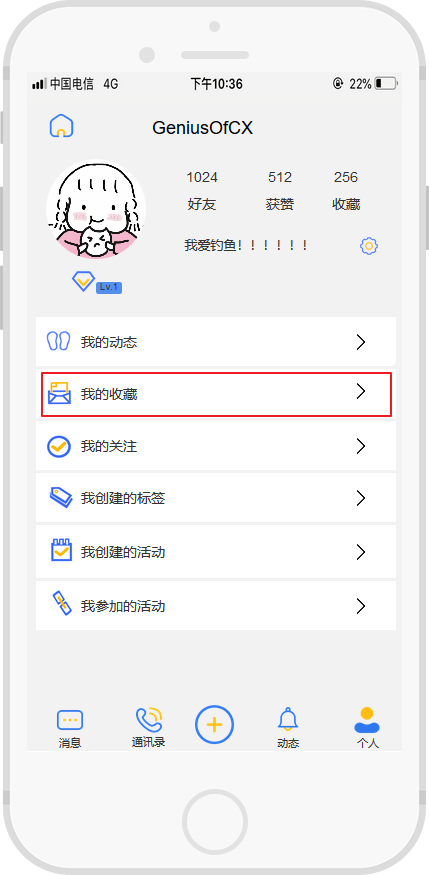 中国电信 4G 下午10:36 22%
GeniusOfCX
1024 512 256
好友 获赞 收藏
我爱钓鱼！！！！！！
Lv.1
我的动态
我的收藏
我的关注
我创建的标签
我创建的活动
我参加的活动
消息 通讯录 动态 个人